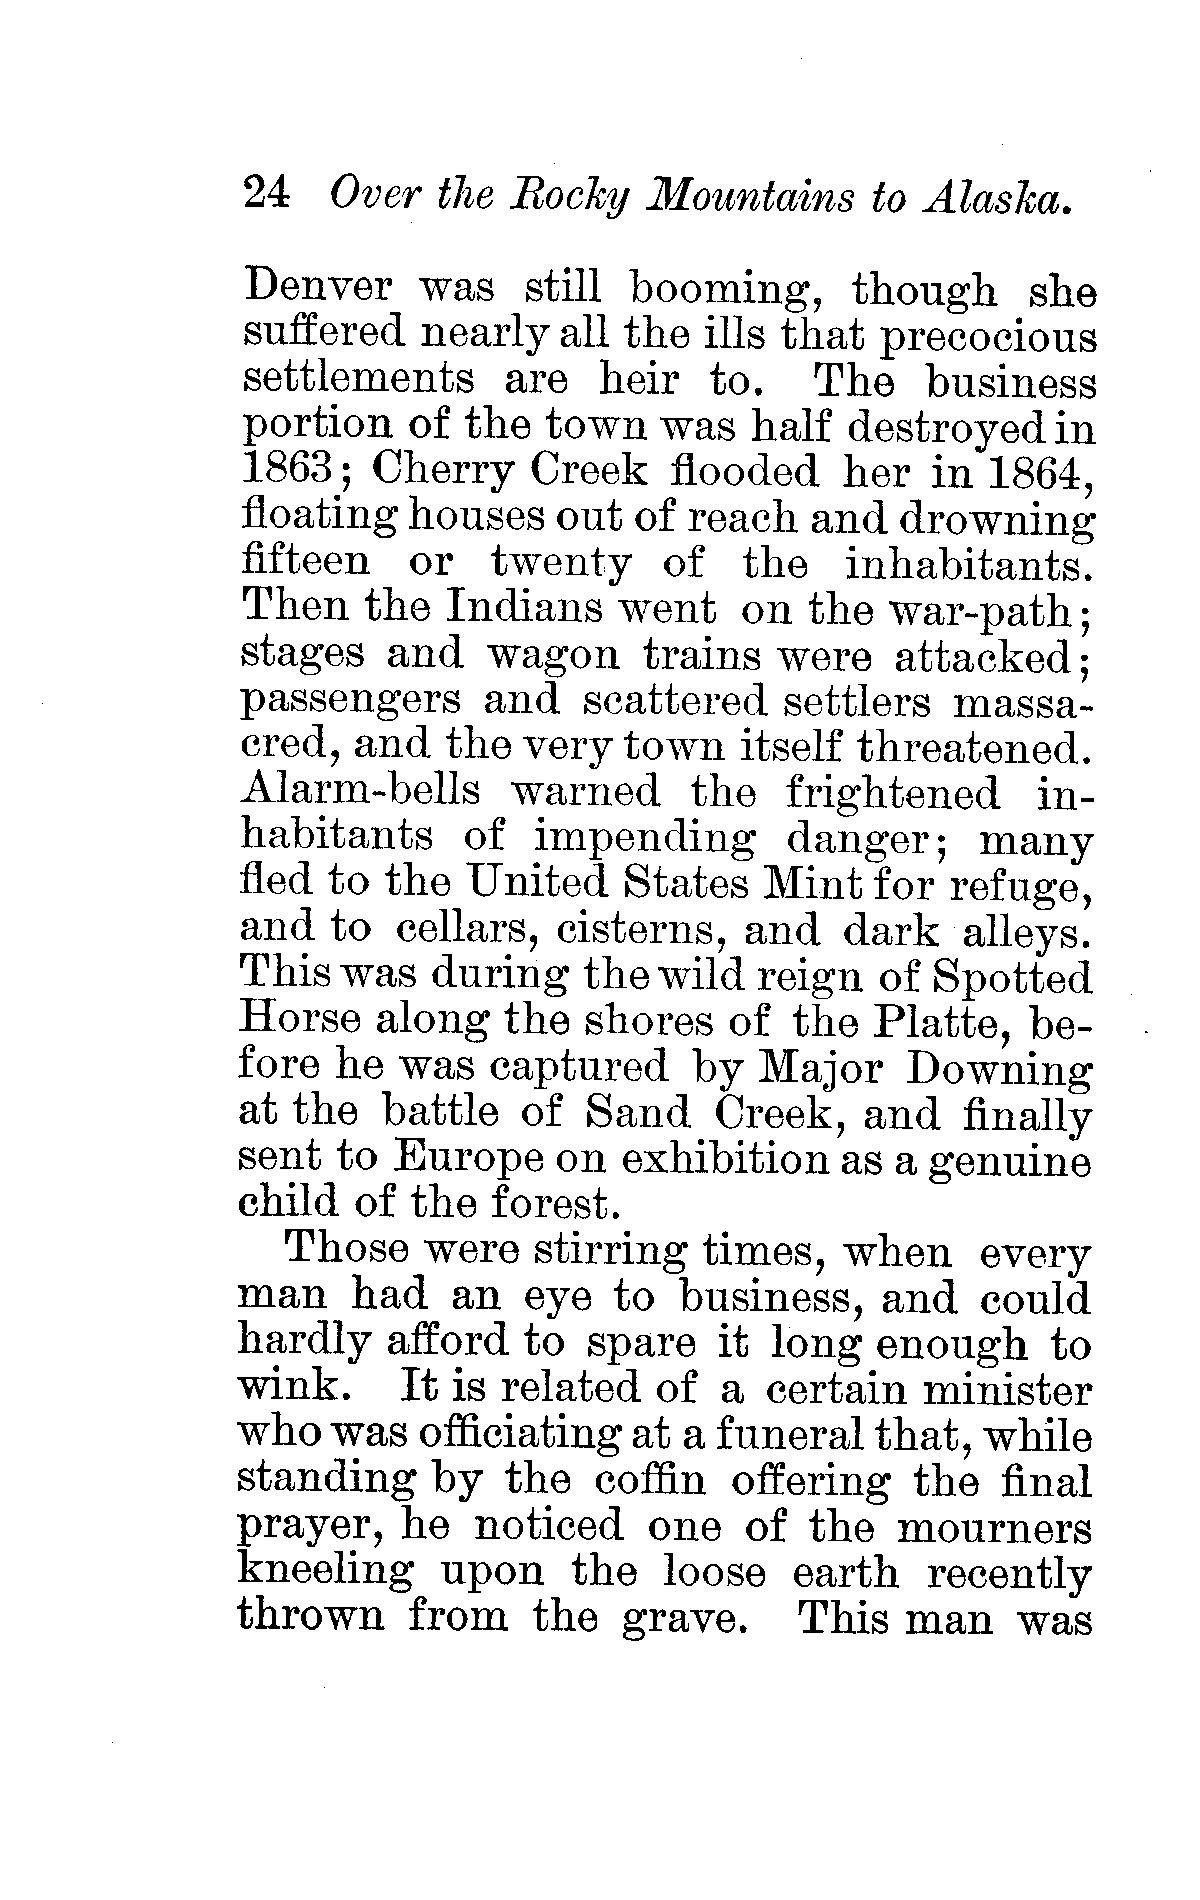 24 Over the Rocky Mountains to Alaska.
Denver was still booming, though she
suffered nearly all the ills that precocious
settlements are heir to. The business
portion of the town was half destroyed in
1863; Cherry Creek flooded her in 1864,
floating houses out of reach and drowning
fifteen or twenty of the inhabitants.
Then the Indians went on the war-path;
stages and wagon trains were attacked;
passengers and scattered settlers massa-
cred, and the very town itself threatened.
Alarm-bells warned the frightened in-
habitants of impending danger; many
fled to the United States Mint for refuge,
and to cellars, cisterns, and dark alleys.
This was during the wild reign of Spotted
Horse along the shores of the Platte, be-
fore he was captured by Major Downing
at the battle of Sand Creek, and finally
sent to Europe on exhibition as a genuine
child of the forest.
Those were stirring times, when every
man had an eye to business, and could
hardly afford to spare it long enough to
wink. It is related of a certain minister
who was officiating at a funeral that, while
standing by the coffin offering the final
prayer, he noticed one of the mourners
kneeling upon the loose earth recently
thrown from the grave. This man was